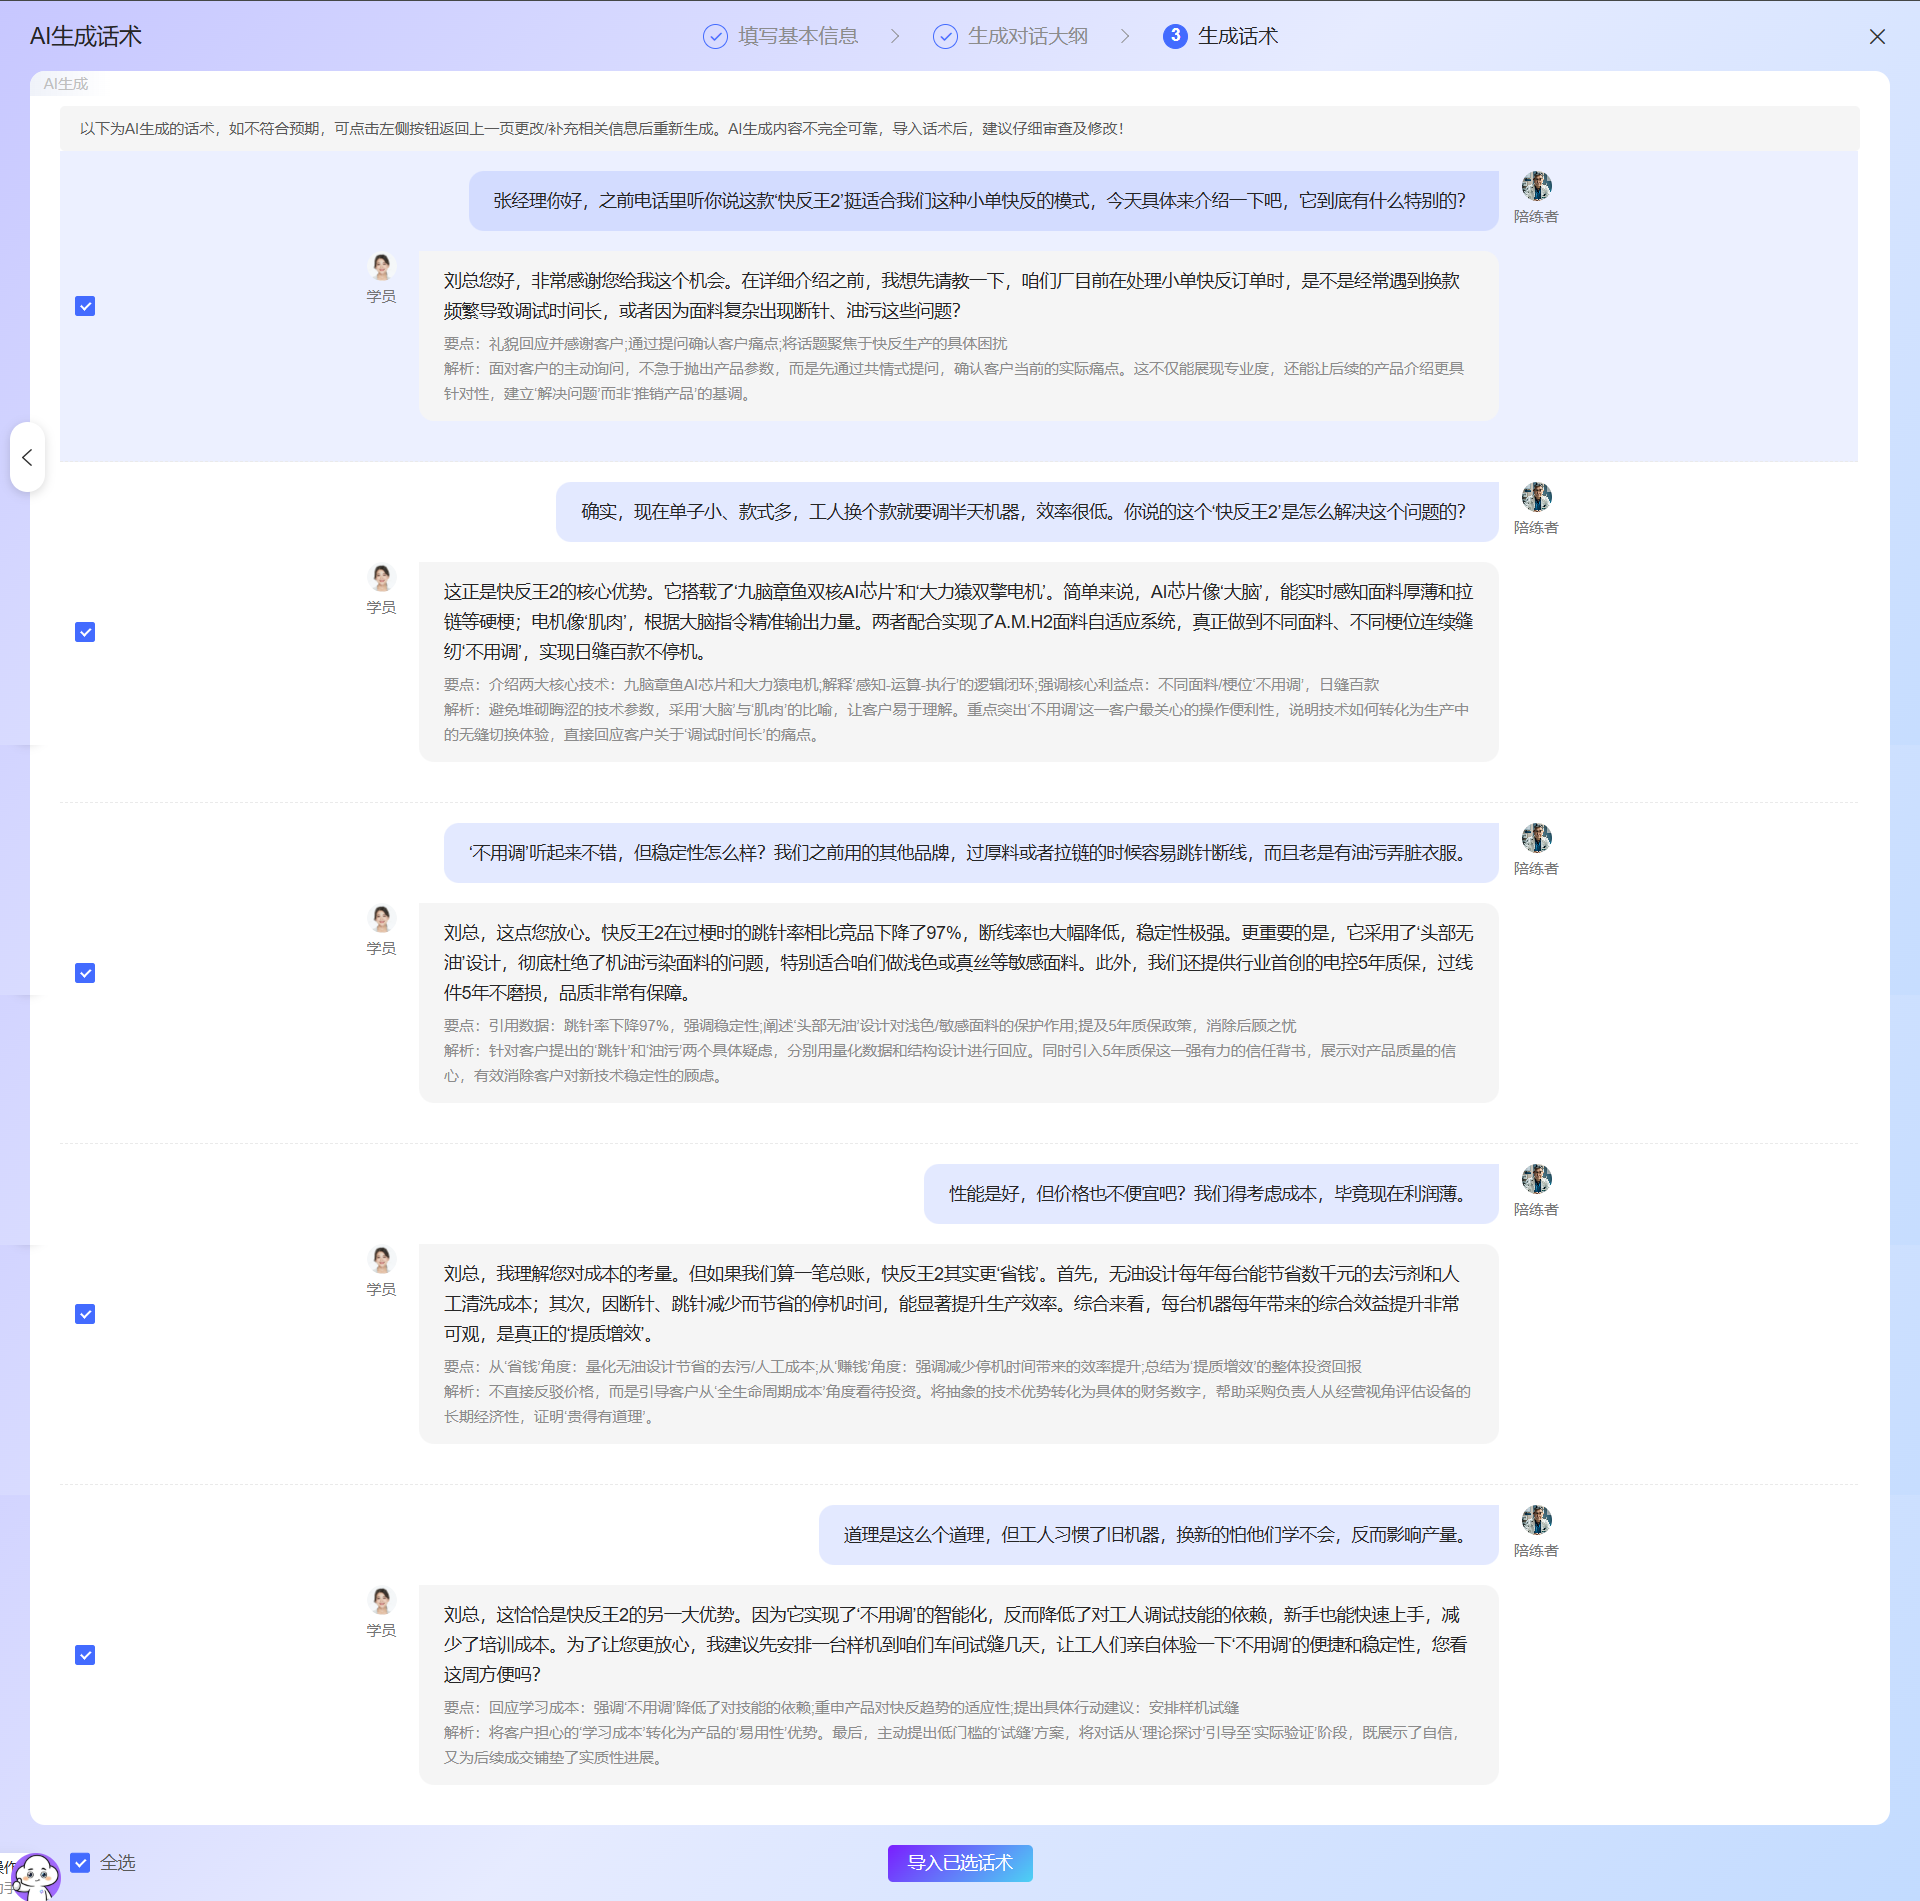 AI生成话术
填写基本信息
生成对话大纲
3 生成话术
AI生成
以下为AI生成的话术，如不符合预期，可点击左侧按钮返回上一页更改/补充相关信息后重新生成。AI生成内容不完全可靠，导入话术后，建议仔细审查及修改！
张经理你好，之前电话里听你说这款‘快反王2’挺适合我们这种小单快反的模式，今天具体来介绍一下吧，它到底有什么特别的？
陪练者
学员
刘总您好，非常感谢您给我这个机会。在详细介绍之前，我想先请教一下，咱们厂目前在处理小单快反订单时，是不是经常遇到换款
频繁导致调试时间长，或者因为面料复杂出现断针、油污这些问题？
要点：礼貌回应并感谢客户;通过提问确认客户痛点;将话题聚焦于快反生产的具体困扰
解析：面对客户的主动询问，不急于抛出产品参数，而是先通过共情式提问，确认客户当前的实际痛点。这不仅能展现专业度，还能让后续的产品介绍更具
针对性，建立‘解决问题’而非‘推销产品’的基调。
确实，现在单子小、款式多，工人换个款就要调半天机器，效率很低。你说的这个‘快反王2’是怎么解决这个问题的？
陪练者
学员
这正是快反王2的核心优势。它搭载了‘九脑章鱼双核AI芯片’和‘大力猿双擎电机’。简单来说，AI芯片像‘大脑’，能实时感知面料厚薄和拉
链等硬梗；电机像‘肌肉’，根据大脑指令精准输出力量。两者配合实现了A.M.H2面料自适应系统，真正做到不同面料、不同梗位连续缝
纫‘不用调’，实现日缝百款不停机。
要点：介绍两大核心技术：九脑章鱼AI芯片和大力猿电机;解释‘感知-运算-执行’的逻辑闭环;强调核心利益点：不同面料/梗位‘不用调’，日缝百款
解析：避免堆砌晦涩的技术参数，采用‘大脑’与‘肌肉’的比喻，让客户易于理解。重点突出‘不用调’这一客户最关心的操作便利性，说明技术如何转化为生产中
的无缝切换体验，直接回应客户关于‘调试时间长’的痛点。
‘不用调’听起来不错，但稳定性怎么样？我们之前用的其他品牌，过厚料或者拉链的时候容易跳针断线，而且老是有油污弄脏衣服。
陪练者
学员
刘总，这点您放心。快反王2在过梗时的跳针率相比竞品下降了97%，断线率也大幅降低，稳定性极强。更重要的是，它采用了‘头部无
油’设计，彻底杜绝了机油污染面料的问题，特别适合咱们做浅色或真丝等敏感面料。此外，我们还提供行业首创的电控5年质保，过线
件5年不磨损，品质非常有保障。
要点：引用数据：跳针率下降97%，强调稳定性;阐述‘头部无油’设计对浅色/敏感面料的保护作用;提及5年质保政策，消除后顾之忧
解析：针对客户提出的‘跳针’和‘油污’两个具体疑虑，分别用量化数据和结构设计进行回应。同时引入5年质保这一强有力的信任背书，展示对产品质量的信
心，有效消除客户对新技术稳定性的顾虑。
性能是好，但价格也不便宜吧？我们得考虑成本，毕竟现在利润薄。
陪练者
学员
刘总，我理解您对成本的考量。但如果我们算一笔总账，快反王2其实更‘省钱’。首先，无油设计每年每台能节省数千元的去污剂和人
工清洗成本；其次，因断针、跳针减少而节省的停机时间，能显著提升生产效率。综合来看，每台机器每年带来的综合效益提升非常
可观，是真正的‘提质增效’。
要点：从‘省钱’角度：量化无油设计节省的去污/人工成本;从‘赚钱’角度：强调减少停机时间带来的效率提升;总结为‘提质增效’的整体投资回报
解析：不直接反驳价格，而是引导客户从‘全生命周期成本’角度看待投资。将抽象的技术优势转化为具体的财务数字，帮助采购负责人从经营视角评估设备的
长期经济性，证明‘贵得有道理’。
道理是这么个道理，但工人习惯了旧机器，换新的怕他们学不会，反而影响产量。
陪练者
学员
刘总，这恰恰是快反王2的另一大优势。因为它实现了‘不用调’的智能化，反而降低了对工人调试技能的依赖，新手也能快速上手，减
少了培训成本。为了让您更放心，我建议先安排一台样机到咱们车间试缝几天，让工人们亲自体验一下‘不用调’的便捷和稳定性，您看
这周方便吗？
要点：回应学习成本：强调‘不用调’降低了对技能的依赖;重申产品对快反趋势的适应性;提出具体行动建议：安排样机试缝
解析：将客户担心的‘学习成本’转化为产品的‘易用性’优势。最后，主动提出低门槛的‘试缝’方案，将对话从‘理论探讨’引导至‘实际验证’阶段，既展示了自信，
又为后续成交铺垫了实质性进展。
全选
导入已选话术